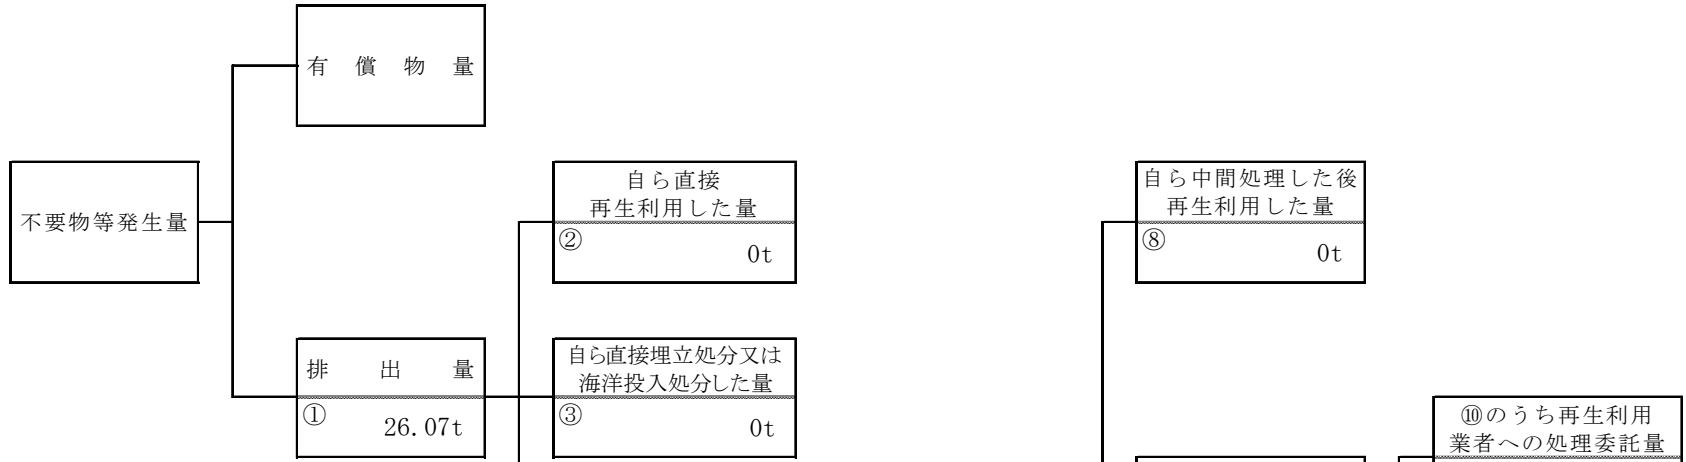 有償物量
不要物等発生量
自ら直接
再生利用した量
② 0t
自ら中間処理した後
再生利用した量
⑧ 0t
排出量
① 26.07t
自ら直接埋立処分又は
海洋投入処分した量
③ 0t
⑩のうち再生利用
業者への処理委託量